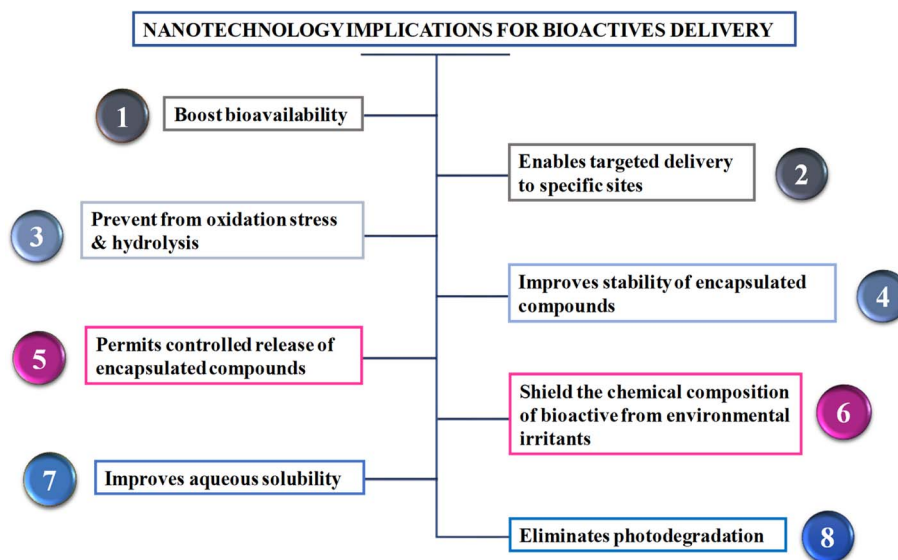 NANOTECHNOLOGY IMPLICATIONS FOR BIOACTIVES DELIVERY
1
Boost bioavailability
Enables targeted delivery
to specific sites
2
3
Prevent from oxidation stress
& hydrolysis
Improves stability of encapsulated
compounds
4
5
Permits controlled release of
encapsulated compounds
Shield the chemical composition
of bioactive from environmental
irritants
6
7
Improves aqueous solubility
Eliminates photodegradation
8